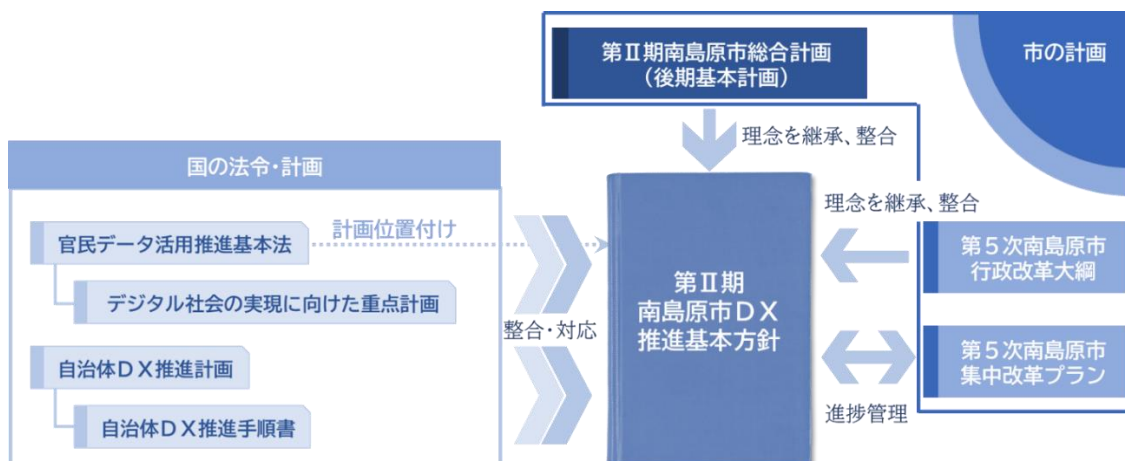 第Ⅱ期南島原市総合計画
(後期基本計画)
市の計画
理念を継承、整合
国の法令・計画
官民データ活用推進基本法
計画位置付け
デジタル社会の実現に向けた重点計画
整合・対応
自治体DX推進計画
自治体DX推進手順書
第Ⅱ期
南島原市DX
推進基本方針
理念を継承、整合
第5次南島原市
行政改革大綱
第5次南島原市
集中改革プラン
進捗管理